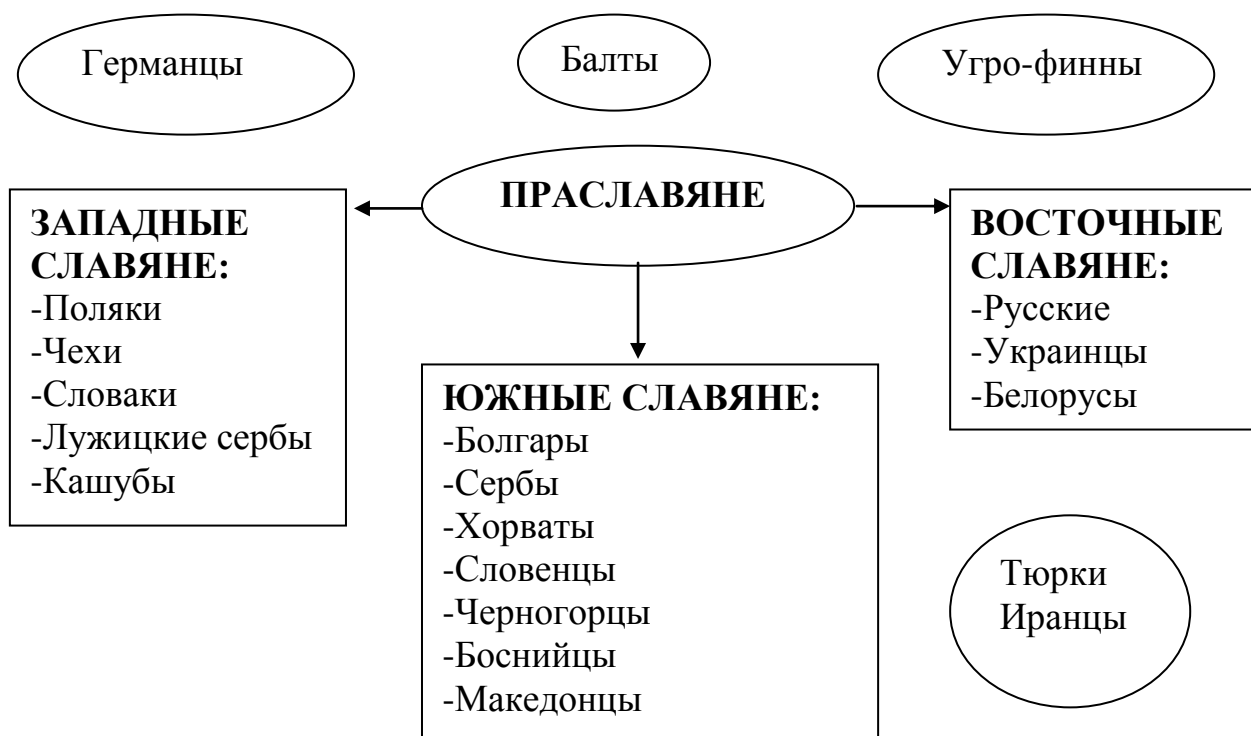 Германцы
Балты
Угро-финны
ПРАСЛАВЯНЕ
ЗАПАДНЫЕ
СЛАВЯНЕ:
-Поляки
-Чехи
-Словаки
-Лужицкие сербы
-Кашубы
ЮЖНЫЕ СЛАВЯНЕ:
-Болгары
-Сербы
-Хорваты
-Словенцы
-Черногорцы
-Боснийцы
-Македонцы
ВОСТОЧНЫЕ
СЛАВЯНЕ:
-Русские
-Украинцы
-Белорусы
Тюрки
Иранцы